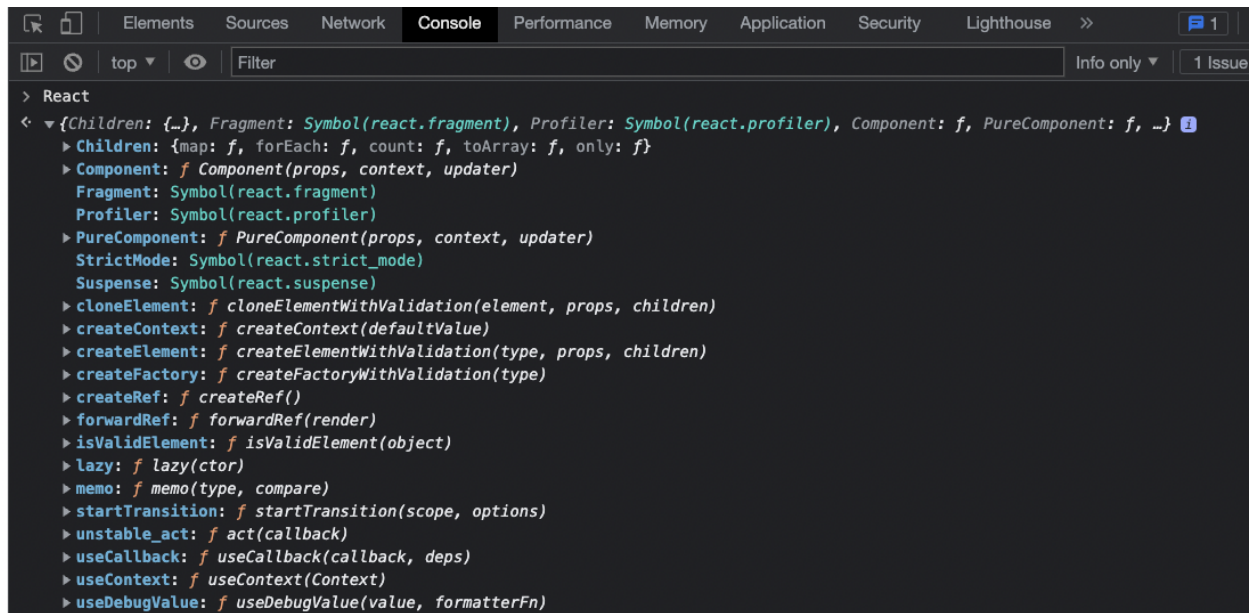 Elements Sources Network Console Performance Memory Application Security Lighthouse » 1
top ▼ Filter Info only ▼ 1 Issue
> React
▼{Children: {…}, Fragment: Symbol(react.fragment), Profiler: Symbol(react.profiler), Component: ƒ, PureComponent: ƒ, …} i
▶Children: {map: ƒ, forEach: ƒ, count: ƒ, toArray: ƒ, only: ƒ}
▶Component: ƒ Component(props, context, updater)
Fragment: Symbol(react.fragment)
Profiler: Symbol(react.profiler)
▶PureComponent: ƒ PureComponent(props, context, updater)
StrictMode: Symbol(react.strict_mode)
Suspense: Symbol(react.suspense)
▶cloneElement: ƒ cloneElementWithValidation(element, props, children)
▶createContext: ƒ createContext(defaultValue)
▶createElement: ƒ createElementWithValidation(type, props, children)
▶createFactory: ƒ createFactoryWithValidation(type)
▶createRef: ƒ createRef()
▶forwardRef: ƒ forwardRef(render)
▶isValidElement: ƒ isValidElement(object)
▶lazy: ƒ lazy(ctor)
▶memo: ƒ memo(type, compare)
▶startTransition: ƒ startTransition(scope, options)
▶unstable_act: ƒ act(callback)
▶useCallback: ƒ useCallback(callback, deps)
▶useContext: ƒ useContext(Context)
▶useDebugValue: ƒ useDebugValue(value, formatterFn)